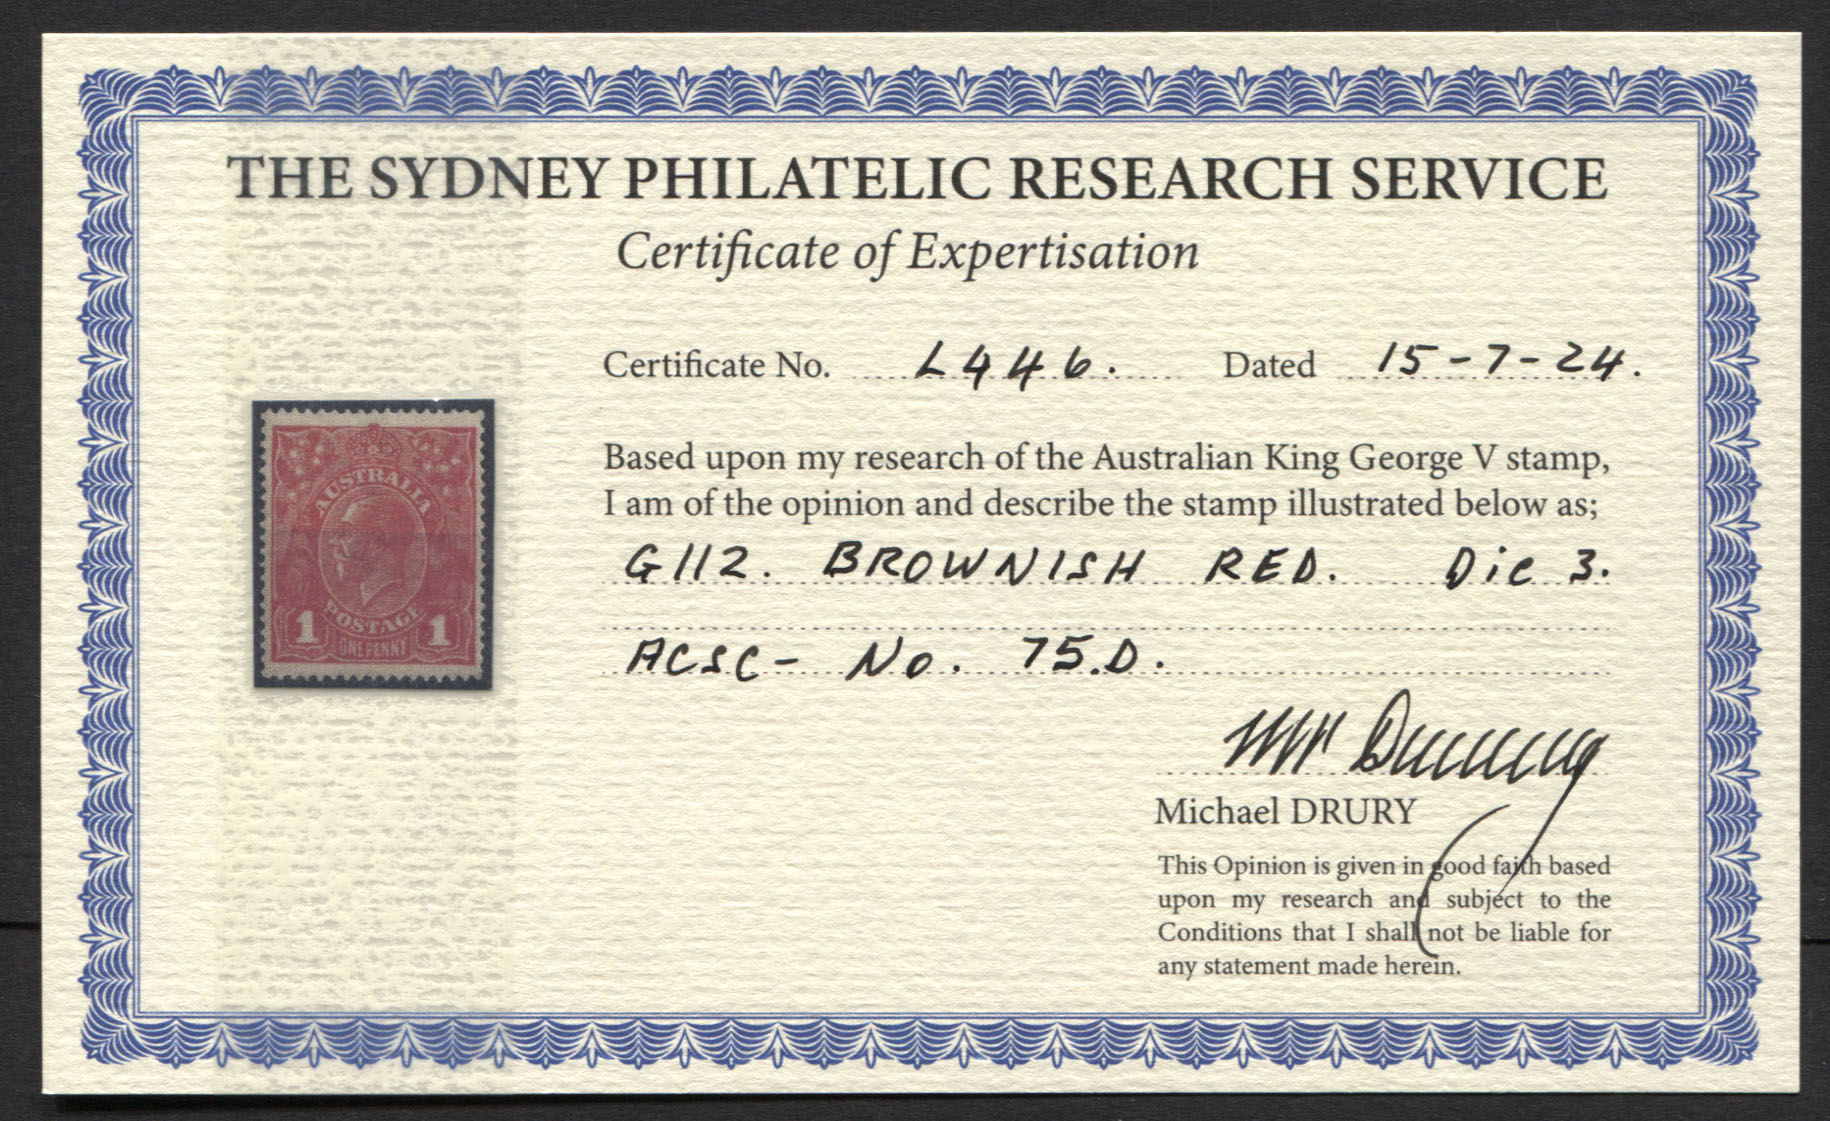 THE SYDNEY PHILATELIC RESEARCH SERVICE
Certificate of Expertisation
Certificate No. L446. Dated 15-7-24.
Based upon my research of the Australian King George V stamp,
I am of the opinion and describe the stamp illustrated below as;
G112. BROWNISH RED. Die 3.
ACSC- No. 75.D.
Michael DRURY
This Opinion is given in good faith based
upon my research and subject to the
Conditions that I shall not be liable for
any statement made herein.
AUSTRALIA
POSTAGE
1 1
ONE PENNY